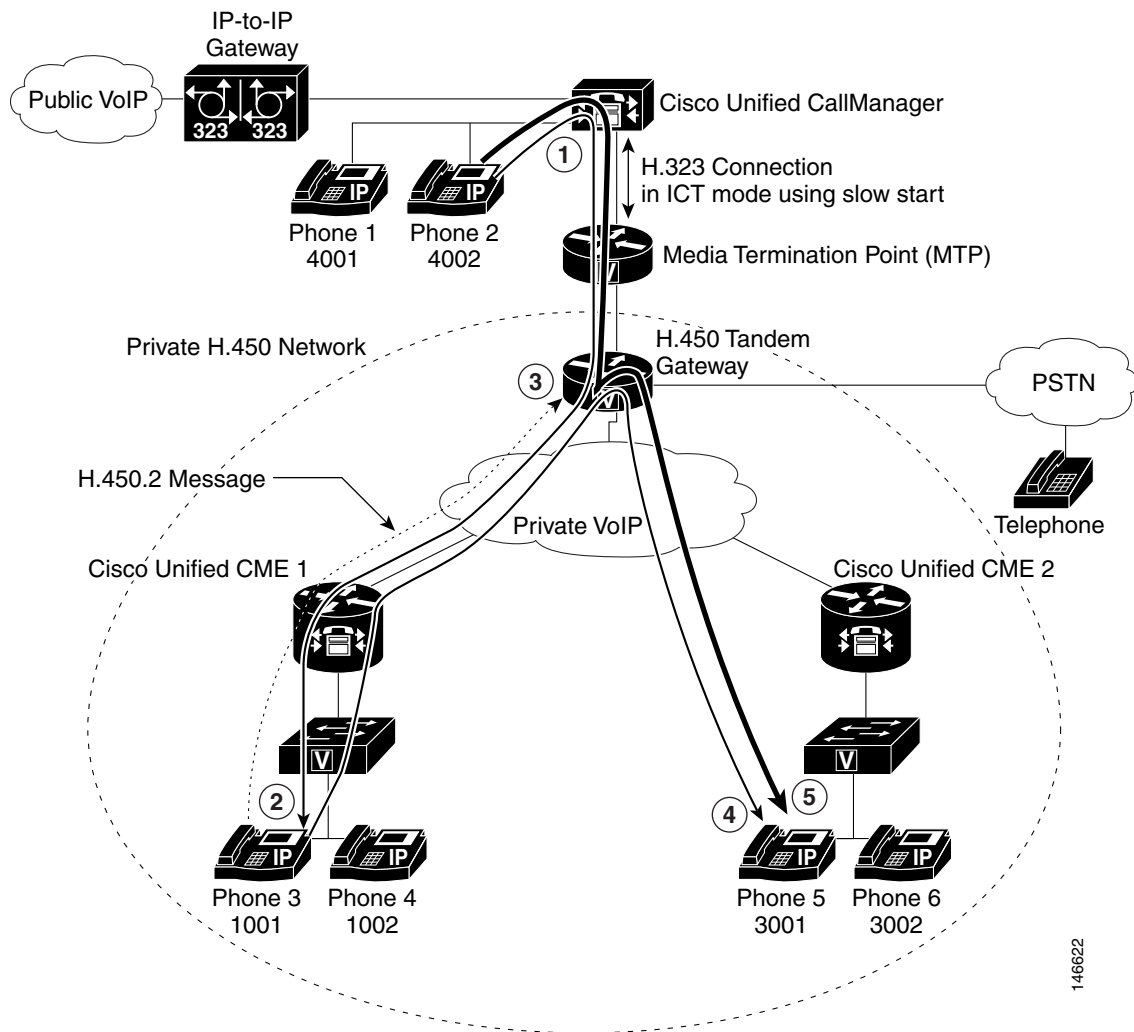 IP-to-IP
Gateway
Public VoIP
323 323
Cisco Unified CallManager
1
H.323 Connection
in ICT mode using slow start
IP
IP
Phone 1
4001
Phone 2
4002
Media Termination Point (MTP)
V
Private H.450 Network
H.450 Tandem
Gateway
3
V
PSTN
H.450.2 Message
Private VoIP
Telephone
Cisco Unified CME 1
Cisco Unified CME 2
V
V
2
4
5
IP
IP
IP
IP
Phone 3
1001
Phone 4
1002
Phone 5
3001
Phone 6
3002
146622